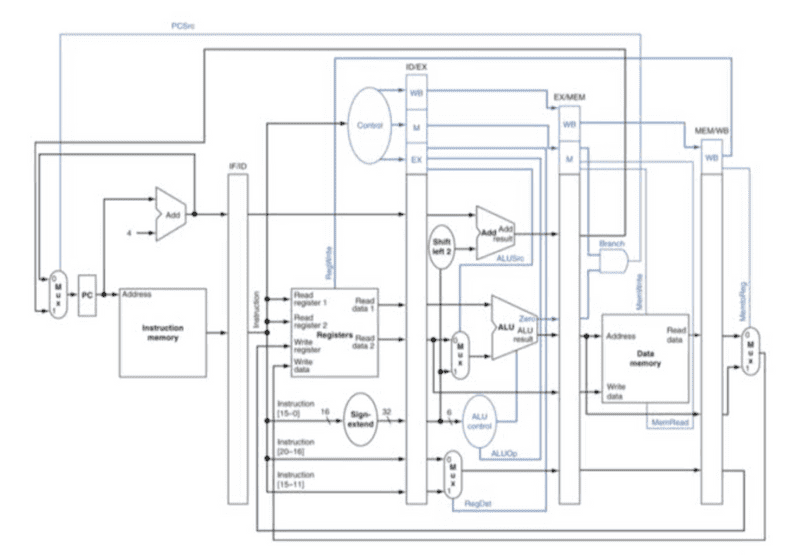 PCSrc
ID/EX
WB
EX/MEM
Control
M
WB
MEM/WB
EX
M
WB
IF/ID
Add
4
Add
Add
result
Shift
left 2
Branch
ALUSrc
RegWrite
MemWrite
MemtoReg
0
M
u
x
1
PC
Address
Instruction
memory
Instruction
Read
register 1
Read
register 2
Write
register
Write
data
Registers
Read
data 1
Read
data 2
0
M
u
x
1
Zero
ALU
ALU
result
Address
Read
data
Data
memory
Write
data
0
M
u
x
1
Instruction
[15–0]
16
Sign-
extend
32
6
ALU
control
MemRead
Instruction
[20–16]
ALUOp
0
M
u
x
1
Instruction
[15–11]
RegDst